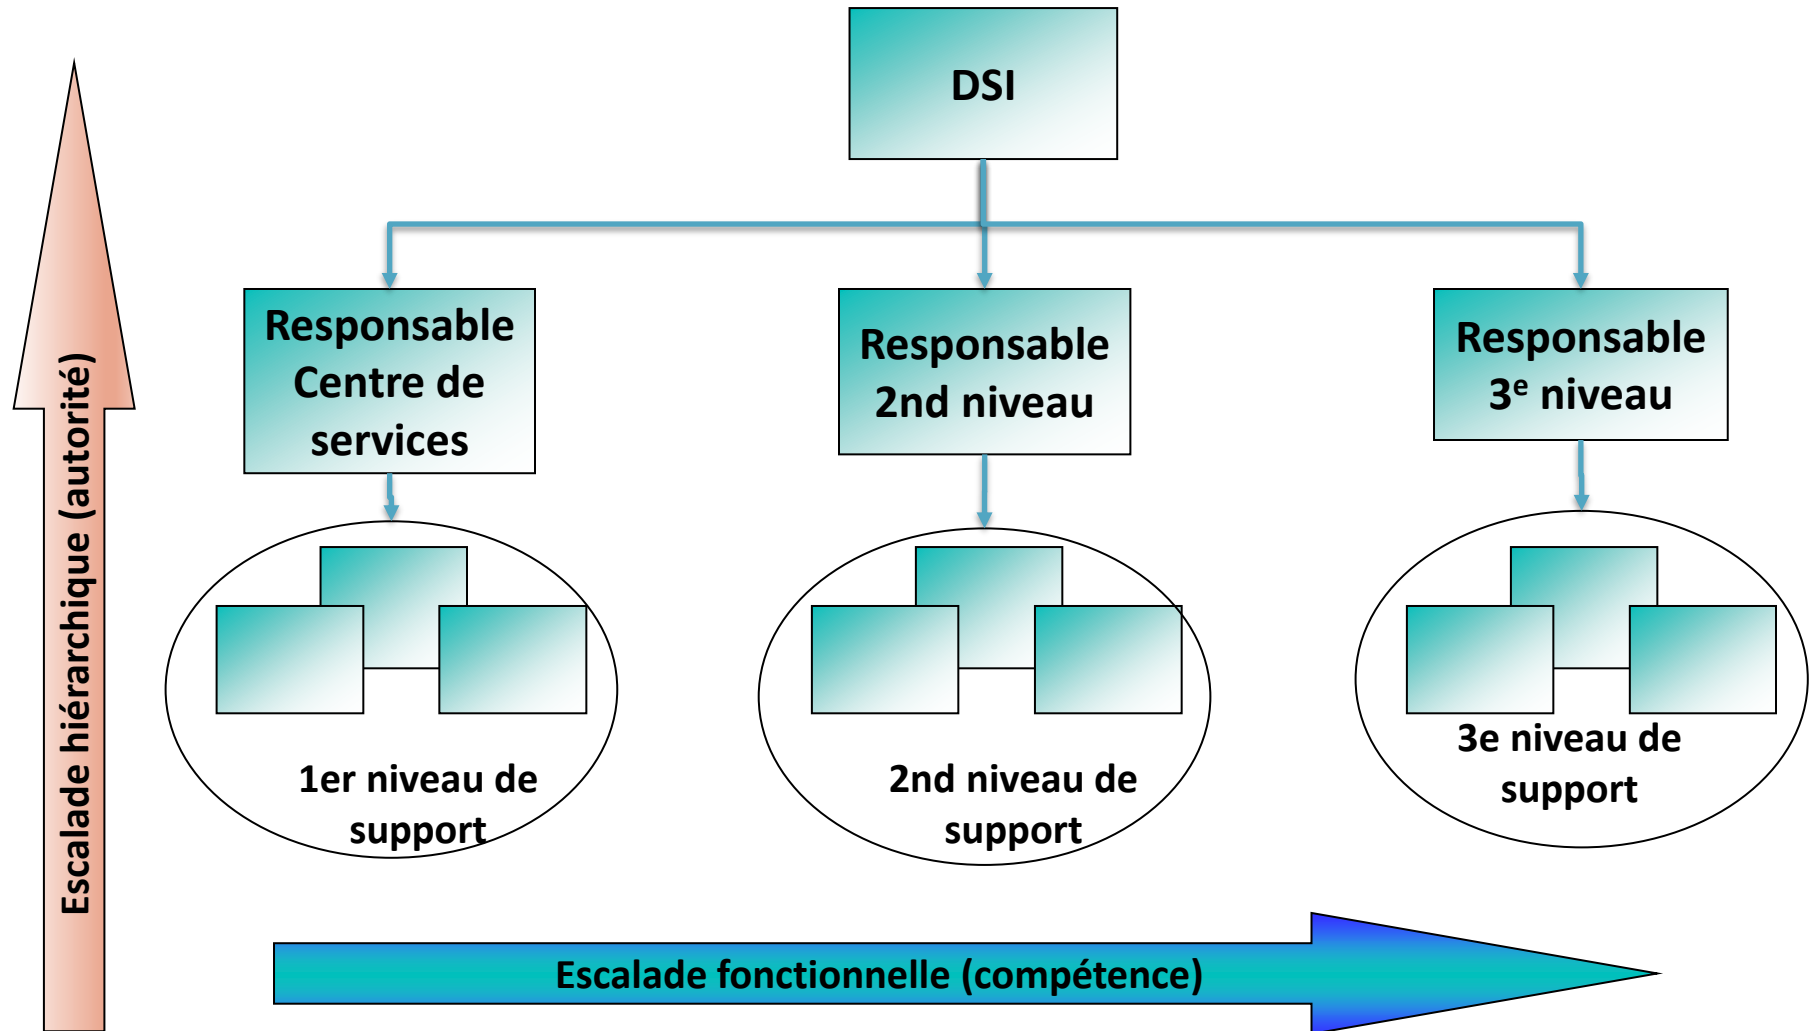 DSI
Responsable
Centre de
services
Responsable
2nd niveau
Responsable
3e niveau
Escalade hiérarchique (autorité)
1er niveau de
support
2nd niveau de
support
3e niveau de
support
Escalade fonctionnelle (compétence)